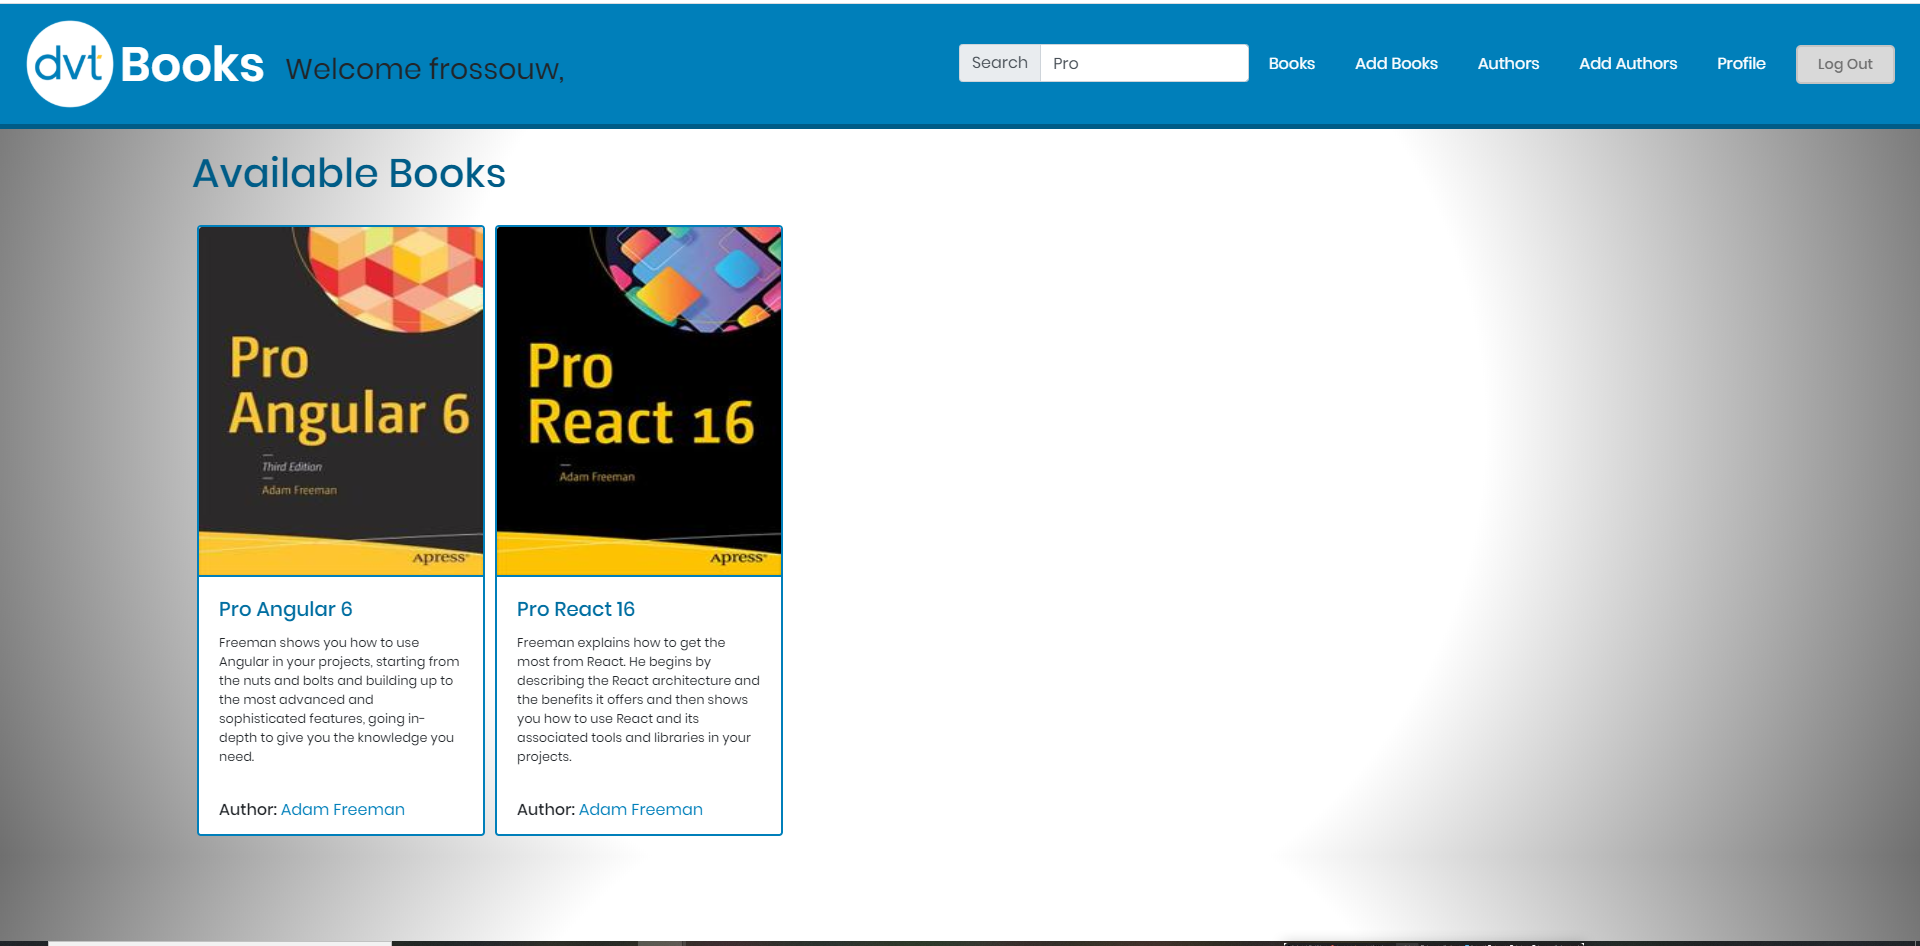 dvt Books Welcome frossouw,
Search Pro Books Add Books Authors Add Authors Profile Log Out
Available Books
Pro
Angular 6
Third Edition
Adam Freeman
Apress®
Pro
React 16
Adam Freeman
Apress®
Pro Angular 6
Freeman shows you how to use
Angular in your projects, starting from
the nuts and bolts and building up to
the most advanced and
sophisticated features, going in-
depth to give you the knowledge you
need.
Author: Adam Freeman
Pro React 16
Freeman explains how to get the
most from React. He begins by
describing the React architecture and
the benefits it offers and then shows
you how to use React and its
associated tools and libraries in your
projects.
Author: Adam Freeman